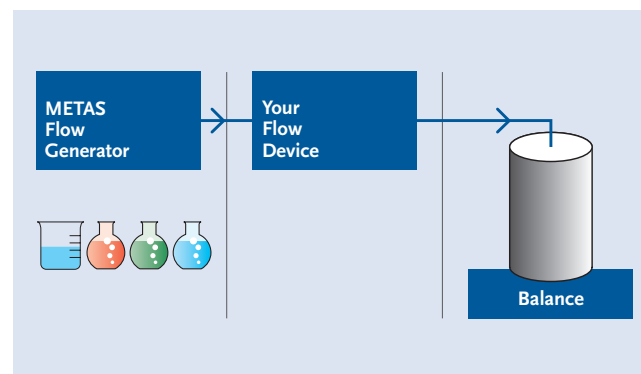 METAS
Flow
Generator
Your
Flow
Device
Balance